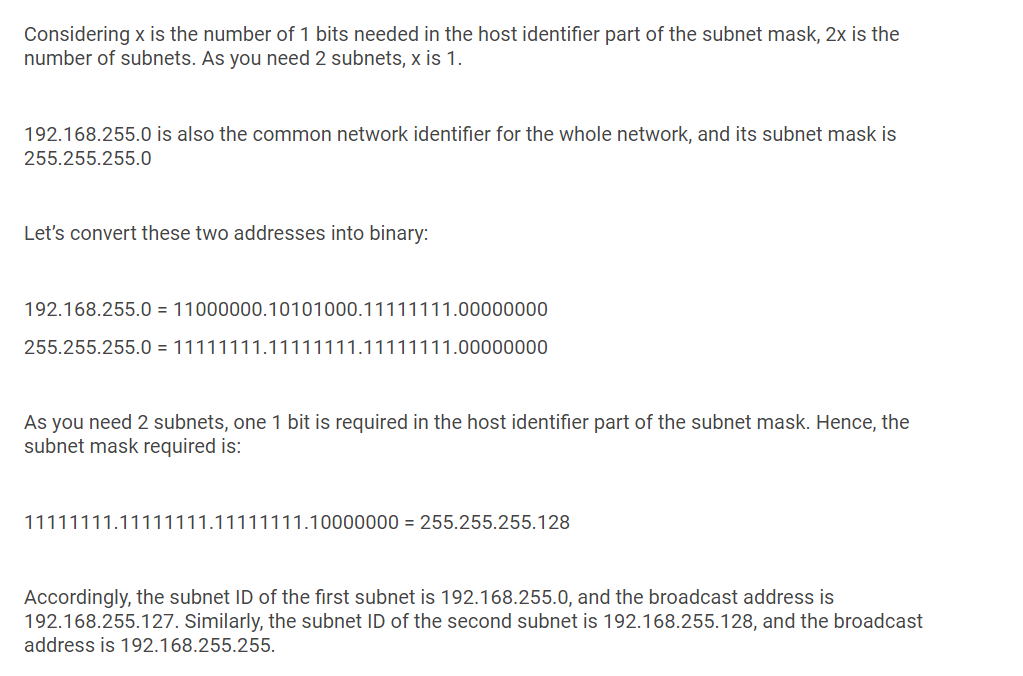 Considering x is the number of 1 bits needed in the host identifier part of the subnet mask, 2x is the
number of subnets. As you need 2 subnets, x is 1.
192.168.255.0 is also the common network identifier for the whole network, and its subnet mask is
255.255.255.0
Let’s convert these two addresses into binary:
192.168.255.0 = 11000000.10101000.11111111.00000000
255.255.255.0 = 11111111.11111111.11111111.00000000
As you need 2 subnets, one 1 bit is required in the host identifier part of the subnet mask. Hence, the
subnet mask required is:
11111111.11111111.11111111.10000000 = 255.255.255.128
Accordingly, the subnet ID of the first subnet is 192.168.255.0, and the broadcast address is
192.168.255.127. Similarly, the subnet ID of the second subnet is 192.168.255.128, and the broadcast
address is 192.168.255.255.